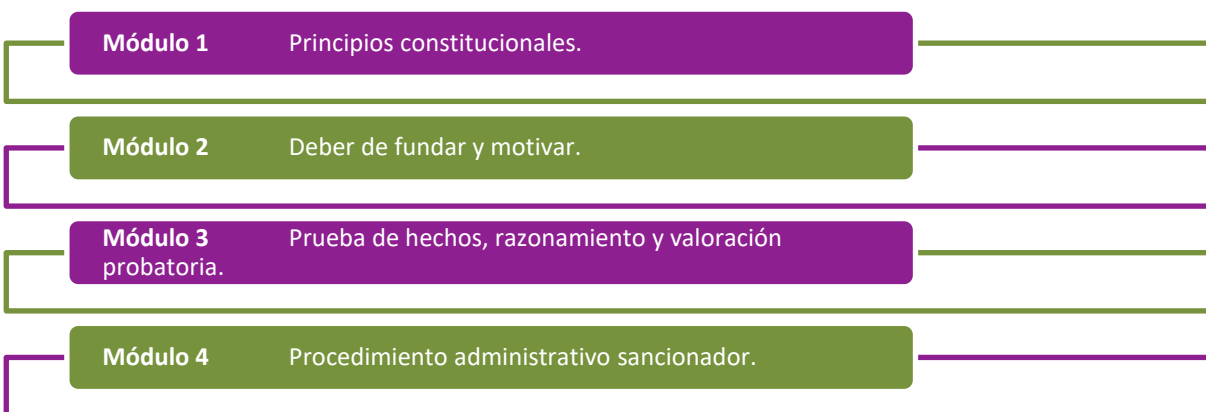 Módulo 1 Principios constitucionales.
Módulo 2 Deber de fundar y motivar.
Módulo 3 Prueba de hechos, razonamiento y valoración
probatoria.
Módulo 4 Procedimiento administrativo sancionador.